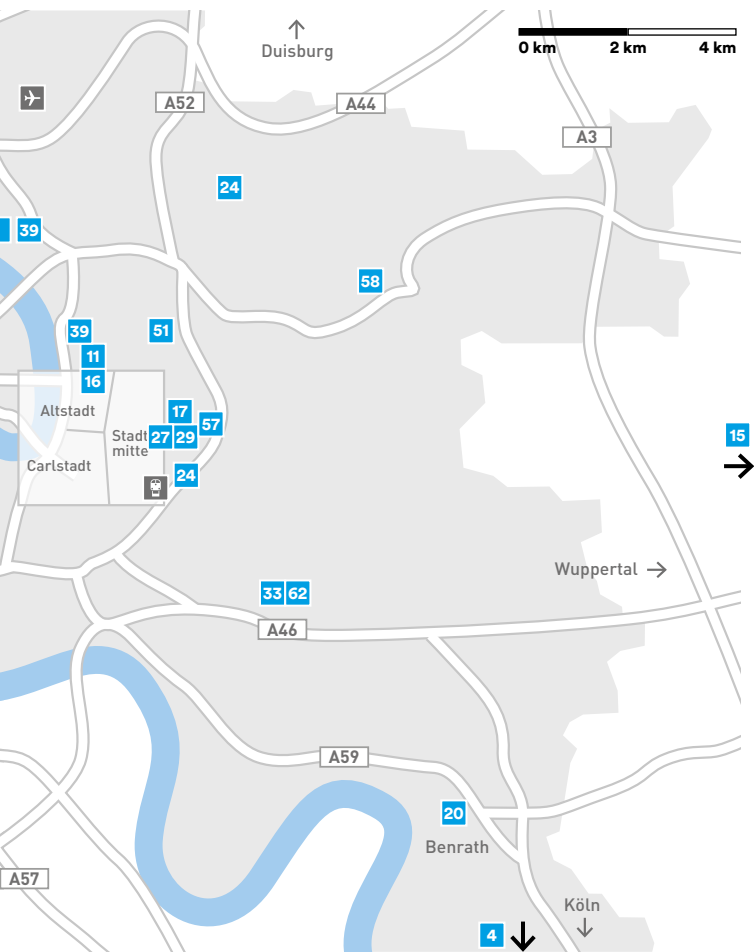 Duisburg
0 km 2 km 4 km
A52
A44
A3
24
39
58
39
51
11
16
Altstadt
17
57
Stadt
mitte
27 29
15
Carlstadt
24
Wuppertal
33 62
A46
A59
20
Benrath
A57
Köln
4